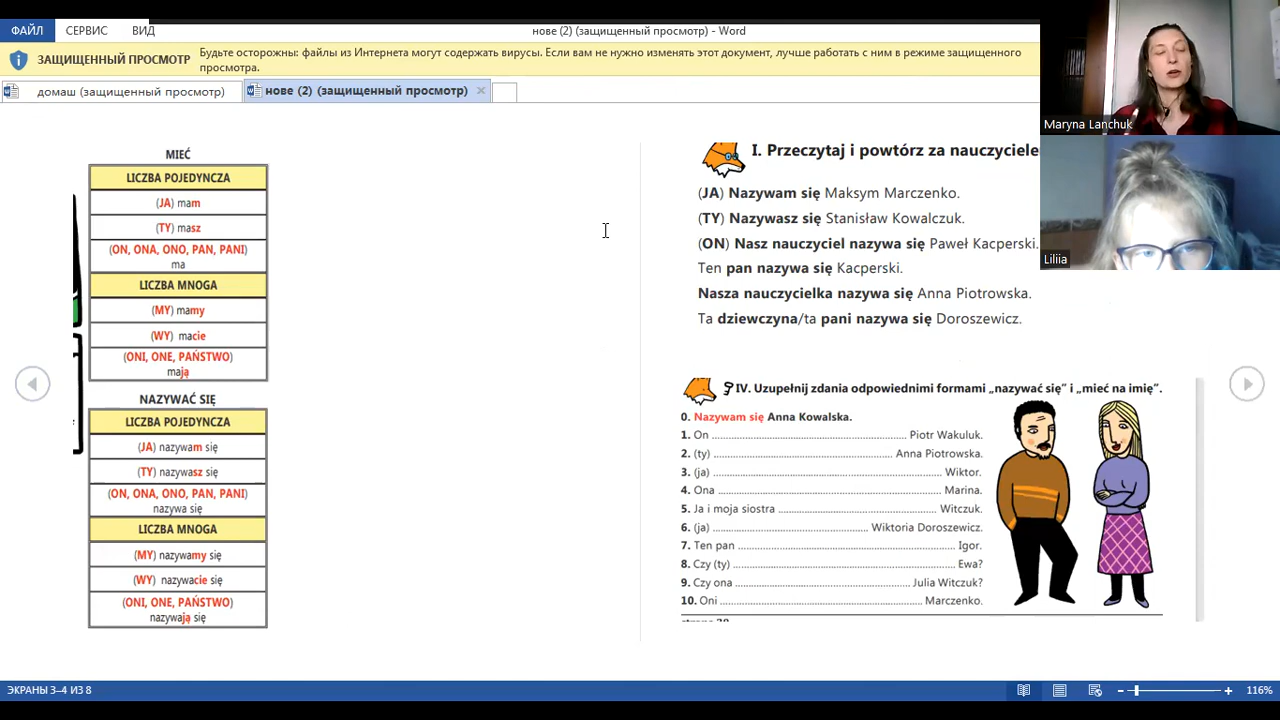 ФАЙЛ СЕРВИС ВИД
нове (2) (защищенный просмотр) - Word
ЗАЩИЩЕННЫЙ ПРОСМОТР Будьте осторожны: файлы из Интернета могут содержать вирусы. Если вам не нужно изменять этот документ, лучше работать с ним в режиме защищенного
просмотра.
домаш (защищенный просмотр) нове (2) (защищенный просмотр)
MIEĆ
LICZBA POJEDYNCZA
(JA) mam
(TY) masz
(ON, ONA, ONO, PAN, PANI)
ma
LICZBA MNOGA
(MY) mamy
(WY) macie
(ONI, ONE, PAŃSTWO)
mają
NAZYWAĆ SIĘ
LICZBA POJEDYNCZA
(JA) nazywam się
(TY) nazywasz się
(ON, ONA, ONO, PAN, PANI)
nazywa się
LICZBA MNOGA
(MY) nazywamy się
(WY) nazywacie się
(ONI, ONE, PAŃSTWO)
nazywają się
I. Przeczytaj i powtórz za nauczyciele
(JA) Nazywam się Maksym Marczenko.
(TY) Nazywasz się Stanisław Kowalczuk.
(ON) Nasz nauczyciel nazywa się Paweł Kacperski.
Ten pan nazywa się Kacperski.
Nasza nauczycielka nazywa się Anna Piotrowska.
Ta dziewczyna/ta pani nazywa się Doroszewicz.
IV. Uzupełnij zdania odpowiednimi formami „nazywać się” i „mieć na imię”.
0. Nazywam się Anna Kowalska.
1. On ........................................ Piotr Wakuluk.
2. (ty) ........................................ Anna Piotrowska.
3. (ja) ........................................ Wiktor.
4. Ona ........................................ Marina.
5. Ja i moja siostra ........................................ Witczuk.
6. (ja) ........................................ Wiktoria Doroszewicz.
7. Ten pan ........................................ Igor.
8. Czy (ty) ........................................ Ewa?
9. Czy ona ........................................ Julia Witczuk?
10. Oni ........................................ Marczenko.
Maryna Lanchuk
Liliia
ЭКРАНЫ 3–4 ИЗ 8
116%